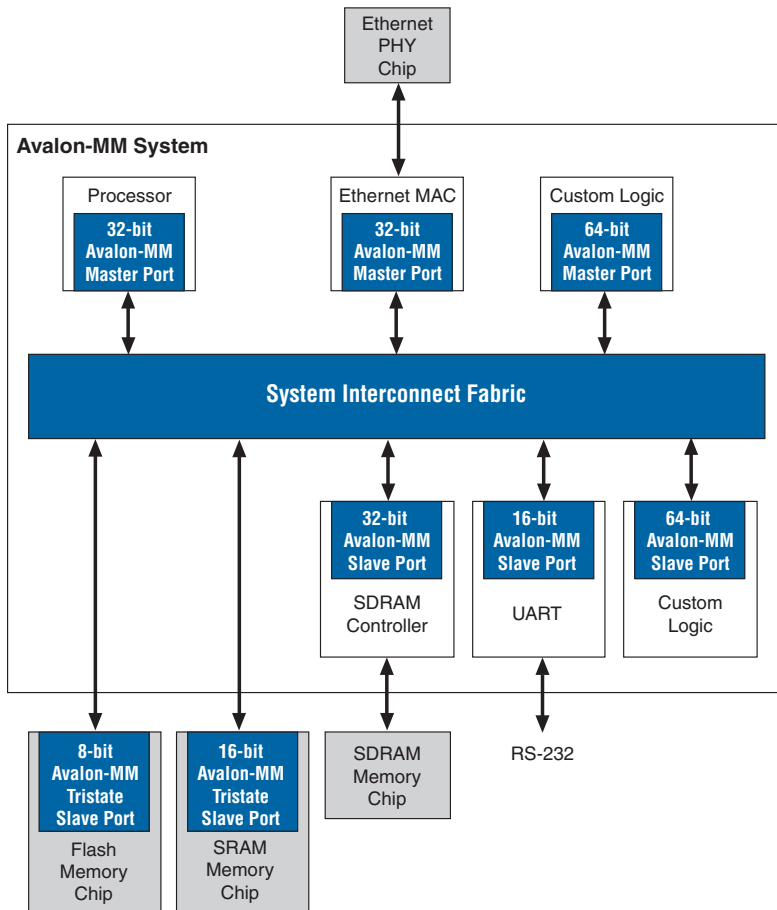 Ethernet
PHY
Chip
Avalon-MM System
Processor
32-bit
Avalon-MM
Master Port
Ethernet MAC
32-bit
Avalon-MM
Master Port
Custom Logic
64-bit
Avalon-MM
Master Port
System Interconnect Fabric
32-bit
Avalon-MM
Slave Port
SDRAM
Controller
16-bit
Avalon-MM
Slave Port
UART
64-bit
Avalon-MM
Slave Port
Custom
Logic
8-bit
Avalon-MM
Tristate
Slave Port
Flash
Memory
Chip
16-bit
Avalon-MM
Tristate
Slave Port
SRAM
Memory
Chip
SDRAM
Memory
Chip
RS-232